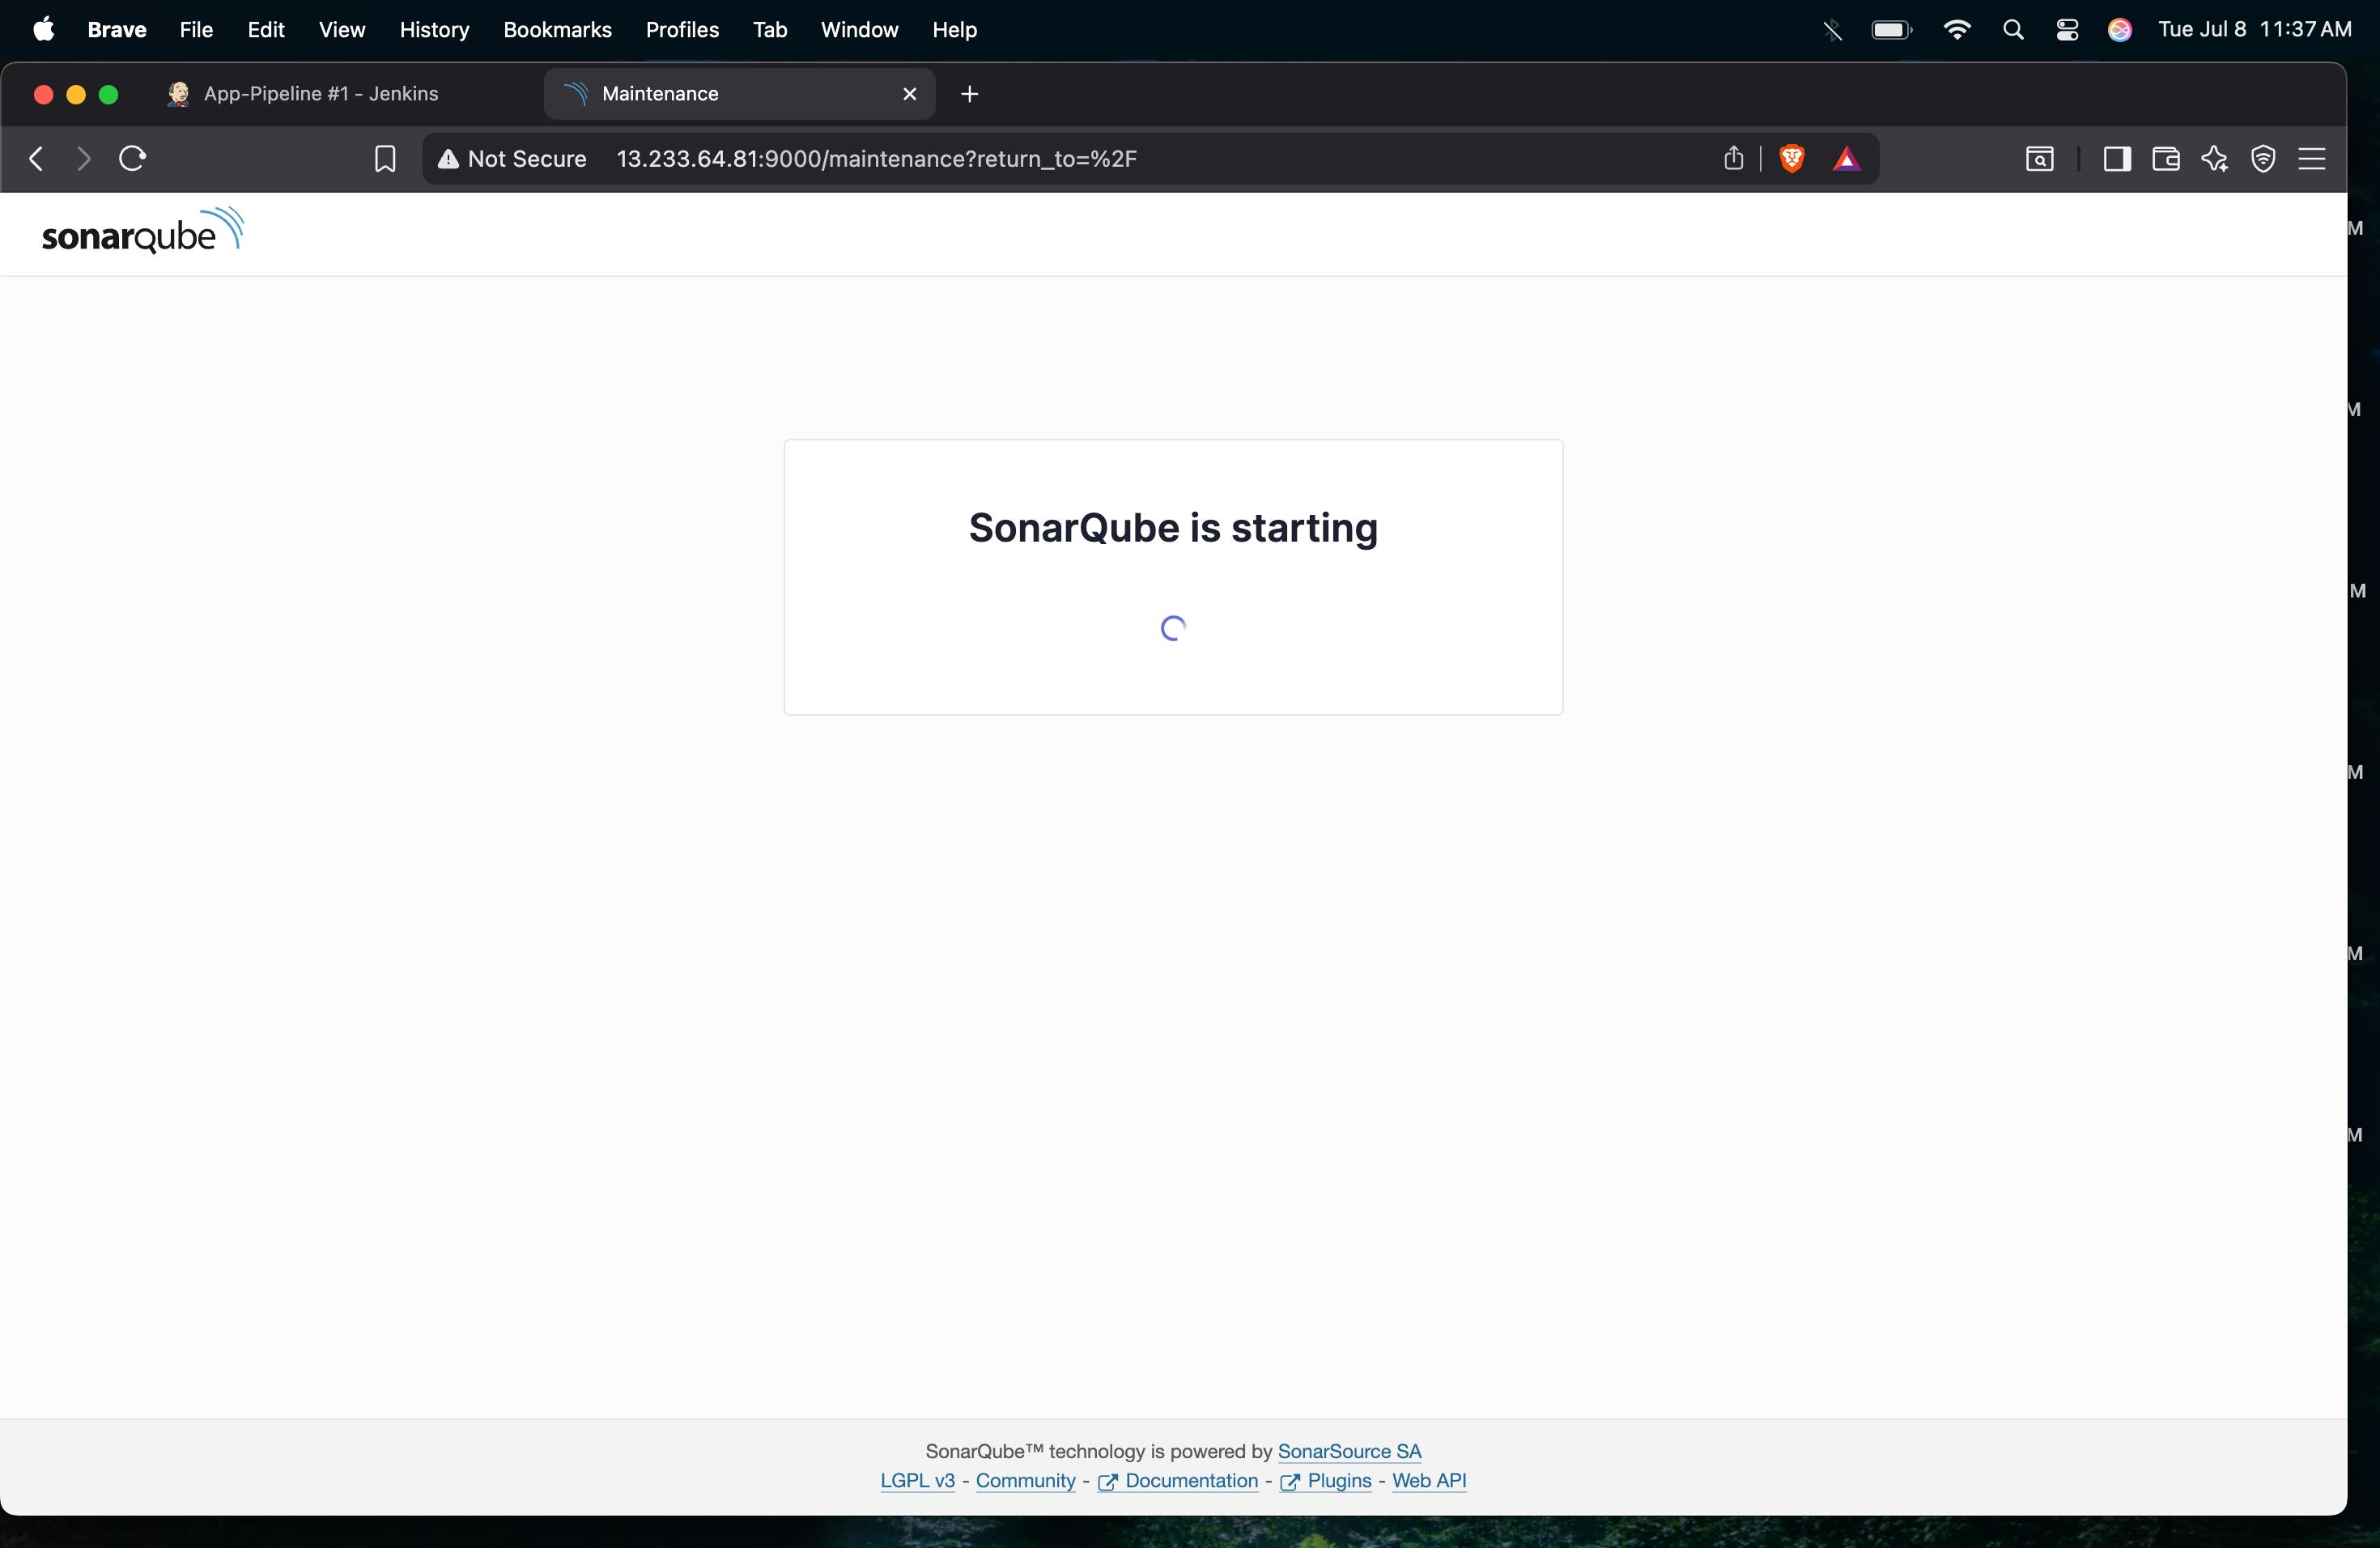 Brave File Edit View History Bookmarks Profiles Tab Window Help Tue Jul 8 11:37 AM
App-Pipeline #1 - Jenkins Maintenance
Not Secure 13.233.64.81:9000/maintenance?return_to=%2F
sonarqube
M
M
SonarQube is starting
M
M
M
M
SonarQube™ technology is powered by SonarSource SA
LGPL v3 - Community - Documentation - Plugins - Web API